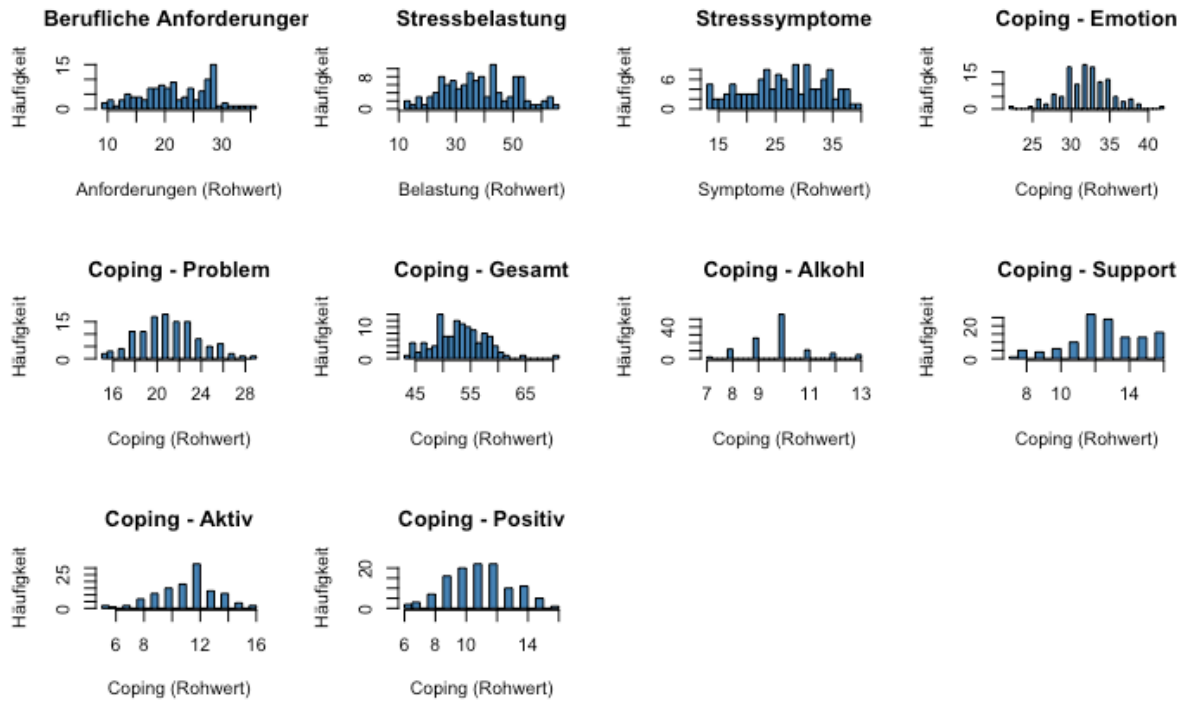 Berufliche Anforderunger
Häufigkeit
0 15
10 20 30
Anforderungen (Rohwert)
Stressbelastung
Häufigkeit
0 8
10 30 50
Belastung (Rohwert)
Stresssymptome
Häufigkeit
0 6
15 25 35
Symptome (Rohwert)
Coping - Emotion
Häufigkeit
0 15
25 30 35 40
Coping (Rohwert)
Coping - Problem
Häufigkeit
0 15
16 20 24 28
Coping (Rohwert)
Coping - Gesamt
Häufigkeit
0 10
45 55 65
Coping (Rohwert)
Coping - Alkohl
Häufigkeit
0 40
7 8 9 11 13
Coping (Rohwert)
Coping - Support
Häufigkeit
0 20
8 10 14
Coping (Rohwert)
Coping - Aktiv
Häufigkeit
0 25
6 8 12 16
Coping (Rohwert)
Coping - Positiv
Häufigkeit
0 20
6 8 10 14
Coping (Rohwert)